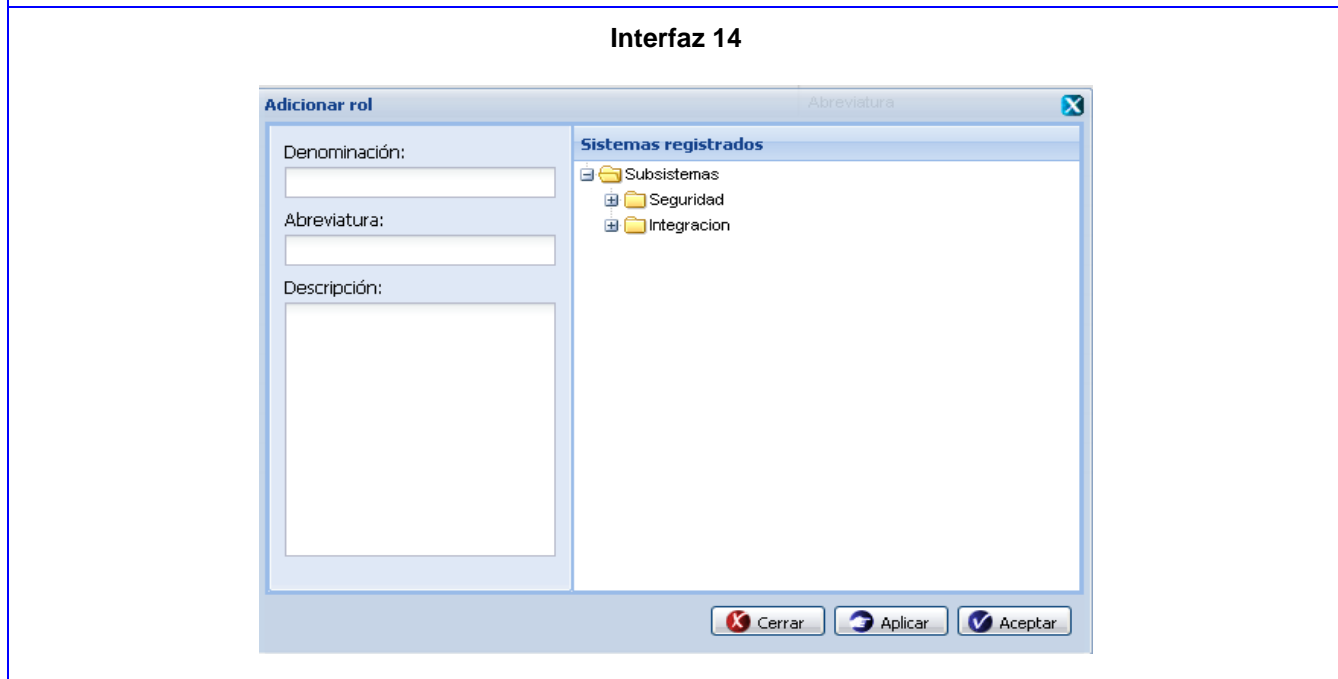 Interfaz 14
Adicionar rol
Abreviatura
Denominación:
Abreviatura:
Descripción:
Sistemas registrados
Subsistemas
Seguridad
Integracion
Cerrar
Aplicar
Aceptar